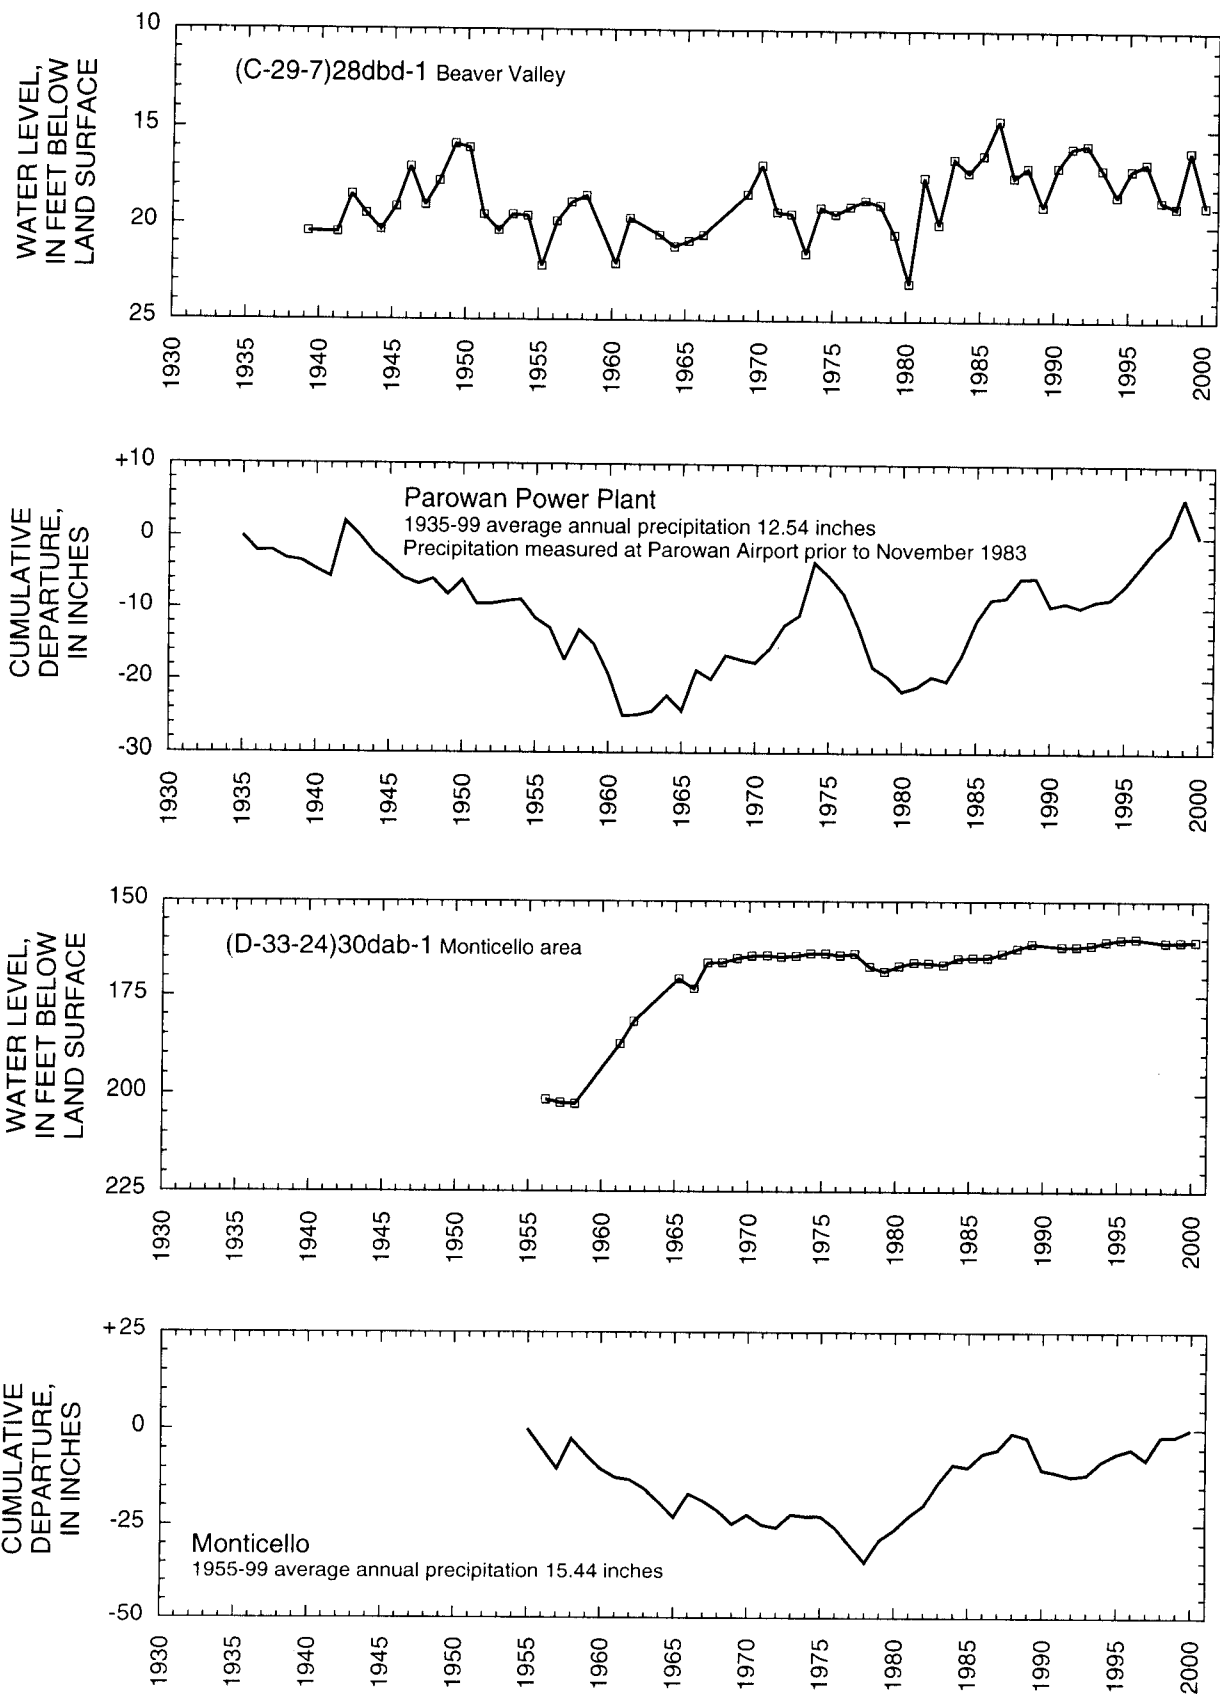 10
15
20
25
WATER LEVEL,
IN FEET BELOW
LAND SURFACE
(C-29-7)28dbd-1 Beaver Valley
1930 1935 1940 1945 1950 1955 1960 1965 1970 1975 1980 1985 1990 1995 2000
+10
0
-10
-20
-30
CUMULATIVE
DEPARTURE,
IN INCHES
Parowan Power Plant
1935-99 average annual precipitation 12.54 inches
Precipitation measured at Parowan Airport prior to November 1983
1930 1935 1940 1945 1950 1955 1960 1965 1970 1975 1980 1985 1990 1995 2000
150
175
200
225
WATER LEVEL,
IN FEET BELOW
LAND SURFACE
(D-33-24)30dab-1 Monticello area
1930 1935 1940 1945 1950 1955 1960 1965 1970 1975 1980 1985 1990 1995 2000
+25
0
-25
-50
CUMULATIVE
DEPARTURE,
IN INCHES
Monticello
1955-99 average annual precipitation 15.44 inches
1930 1935 1940 1945 1950 1955 1960 1965 1970 1975 1980 1985 1990 1995 2000